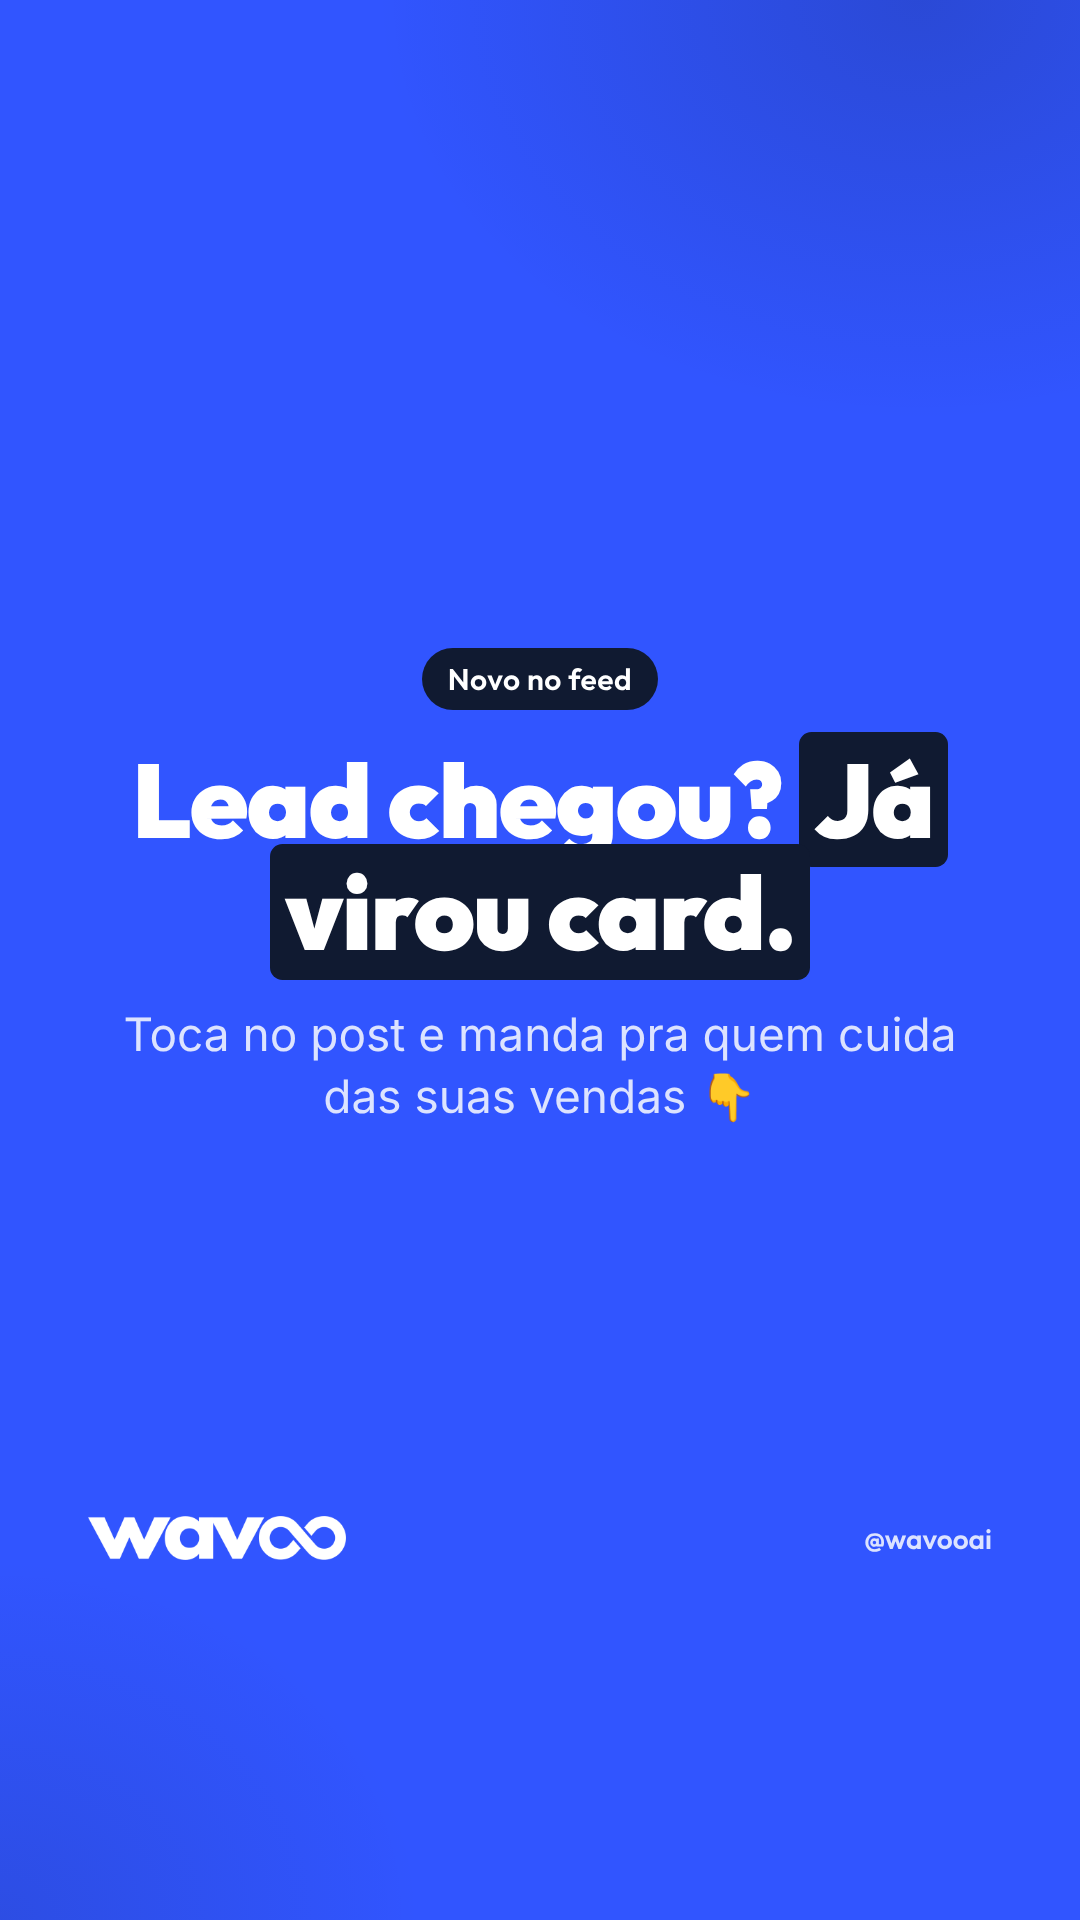 Novo no feed
Lead chegou? Já
virou card.
Toca no post e manda pra quem cuida
das suas vendas 👇
wavoo
@wavooai